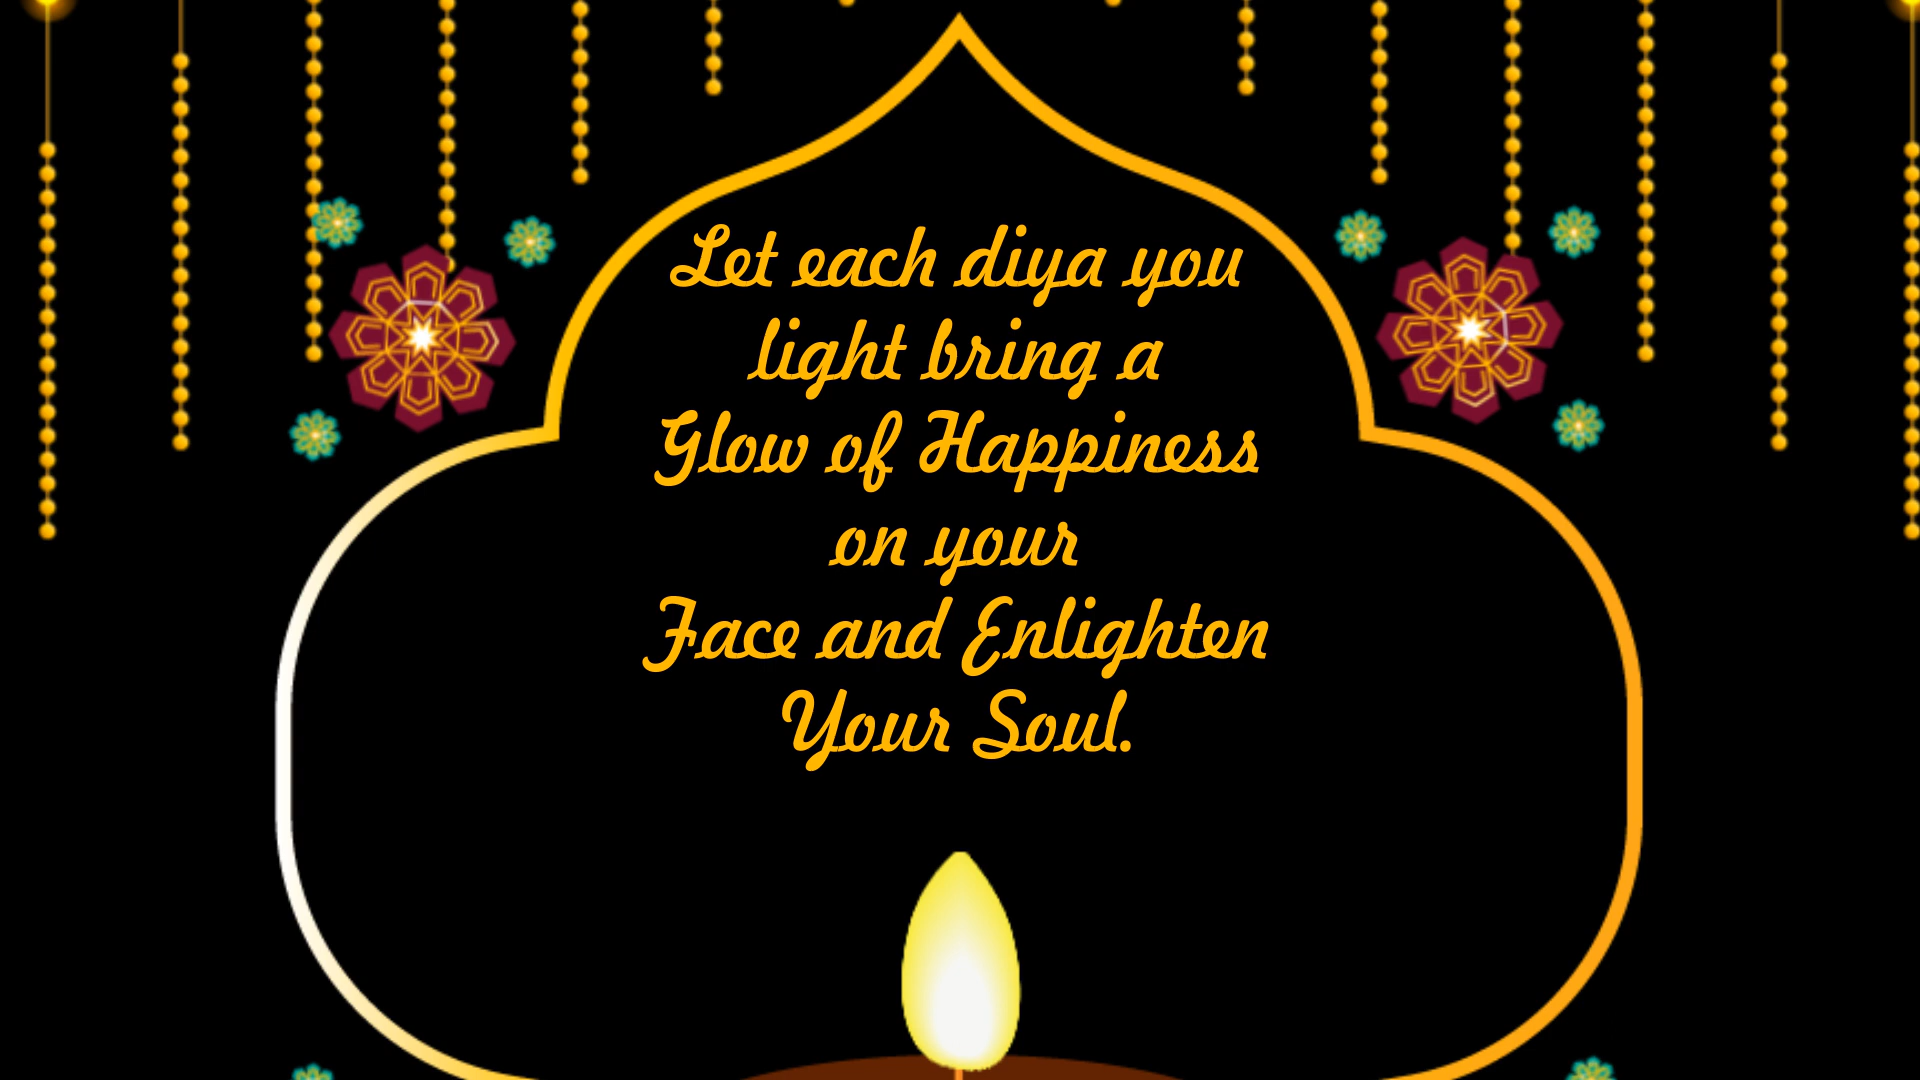 Let each diya you
light bring a
Glow of Happiness
on your
Face and Enlighten
Your Soul.